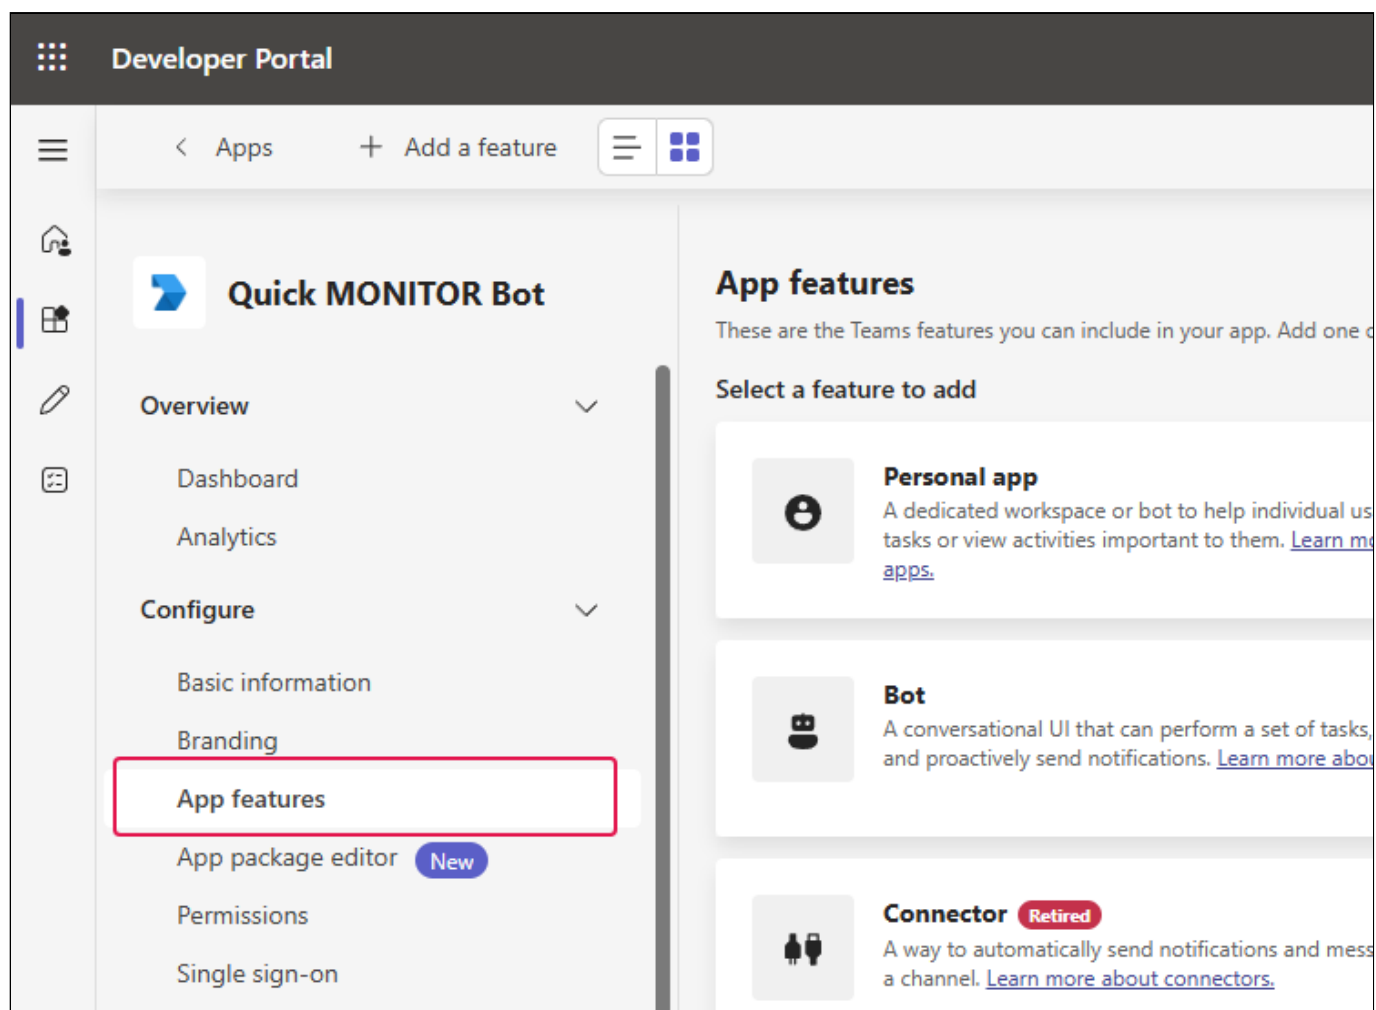 Developer Portal
Apps
Add a feature
Quick MONITOR Bot
Overview
Dashboard
Analytics
Configure
Basic information
Branding
App features
App package editor New
Permissions
Single sign-on
App features
These are the Teams features you can include in your app. Add one
Select a feature to add
Personal app
A dedicated workspace or bot to help individual
tasks or view activities important to them. Learn
apps.
Bot
A conversational UI that can perform a set of tasks,
and proactively send notifications. Learn more
Connector Retired
A way to automatically send notifications and
a channel. Learn more about connectors.